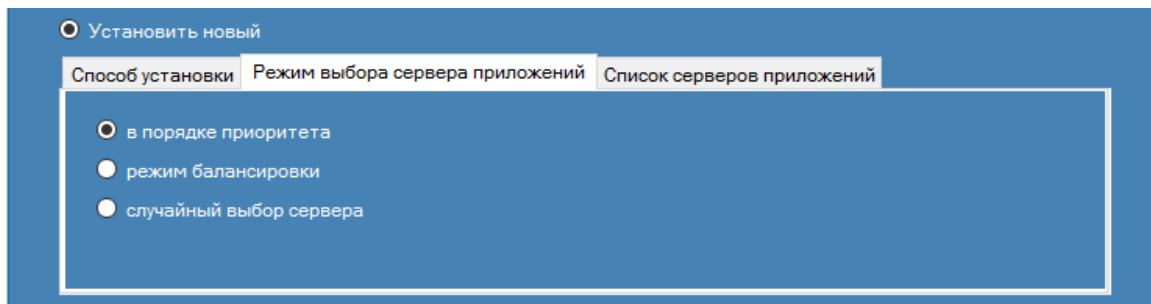 Установить новый
Способ установки Режим выбора сервера приложений Список серверов приложений
в порядке приоритета
режим балансировки
случайный выбор сервера